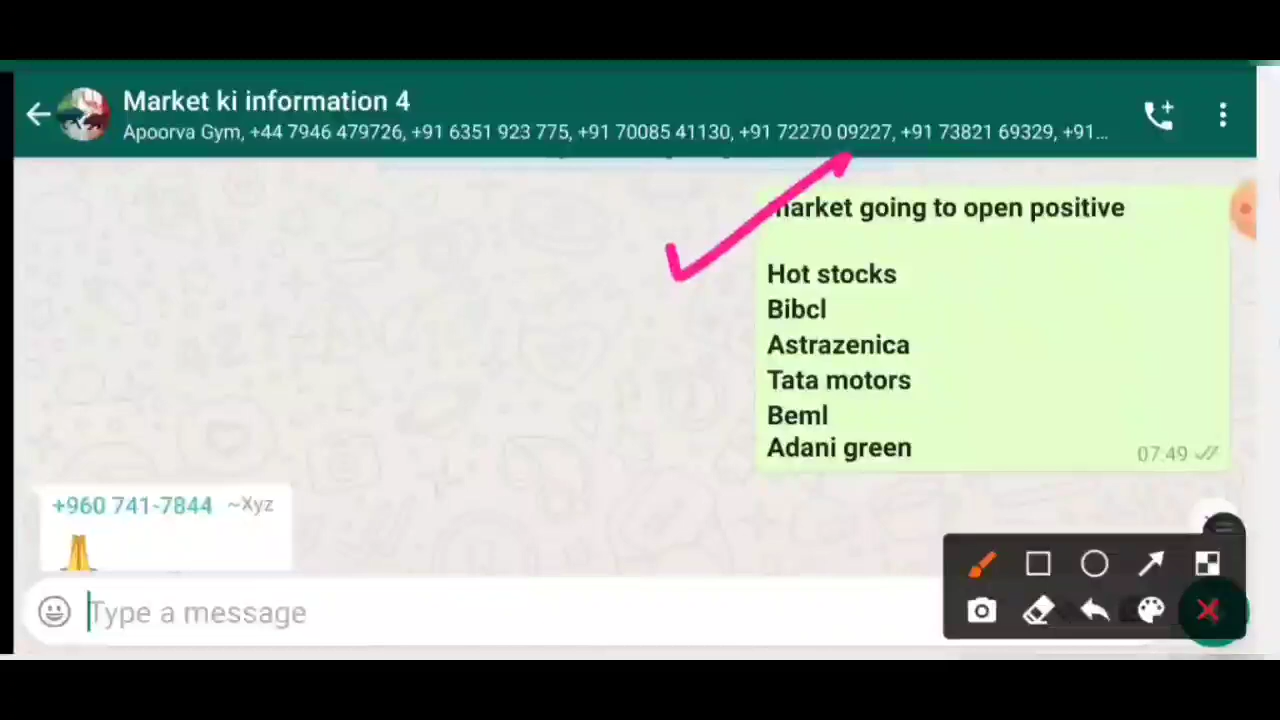 Market ki information 4
Apoorva Gym, +44 7946 479726, +91 6351 923 775, +91 70085 41130, +91 72270 09227, +91 73821 69329, +91...
market going to open positive
Hot stocks
Bibcl
Astrazenica
Tata motors
Beml
Adani green
07:49
+960 741-7844 ~Xyz
Type a message